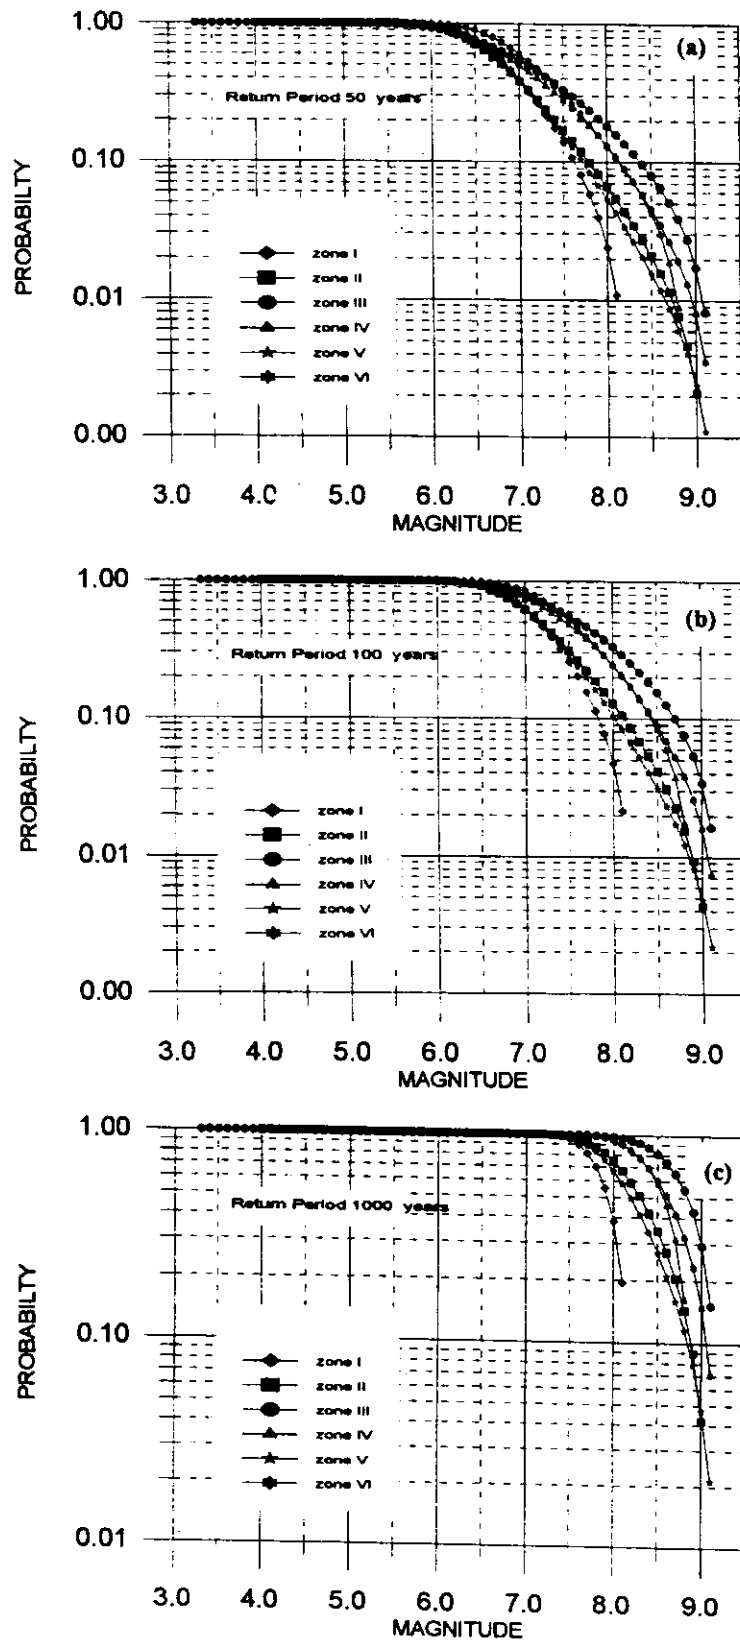 1.00
(a)
Return Period 50 years
0.10
PROBABILTY
zone I
zone II
0.01
zone III
zone IV
zone V
zone VI
0.00
3.0 4.0 5.0 6.0 7.0 8.0 9.0
MAGNITUDE
1.00
(b)
Return Period 100 years
0.10
PROBABILTY
zone I
zone II
0.01
zone III
zone IV
zone V
zone VI
0.00
3.0 4.0 5.0 6.0 7.0 8.0 9.0
MAGNITUDE
1.00
(c)
Return Period 1000 years
PROBABILTY
0.10
zone I
zone II
zone III
zone IV
zone V
zone VI
0.01
3.0 4.0 5.0 6.0 7.0 8.0 9.0
MAGNITUDE